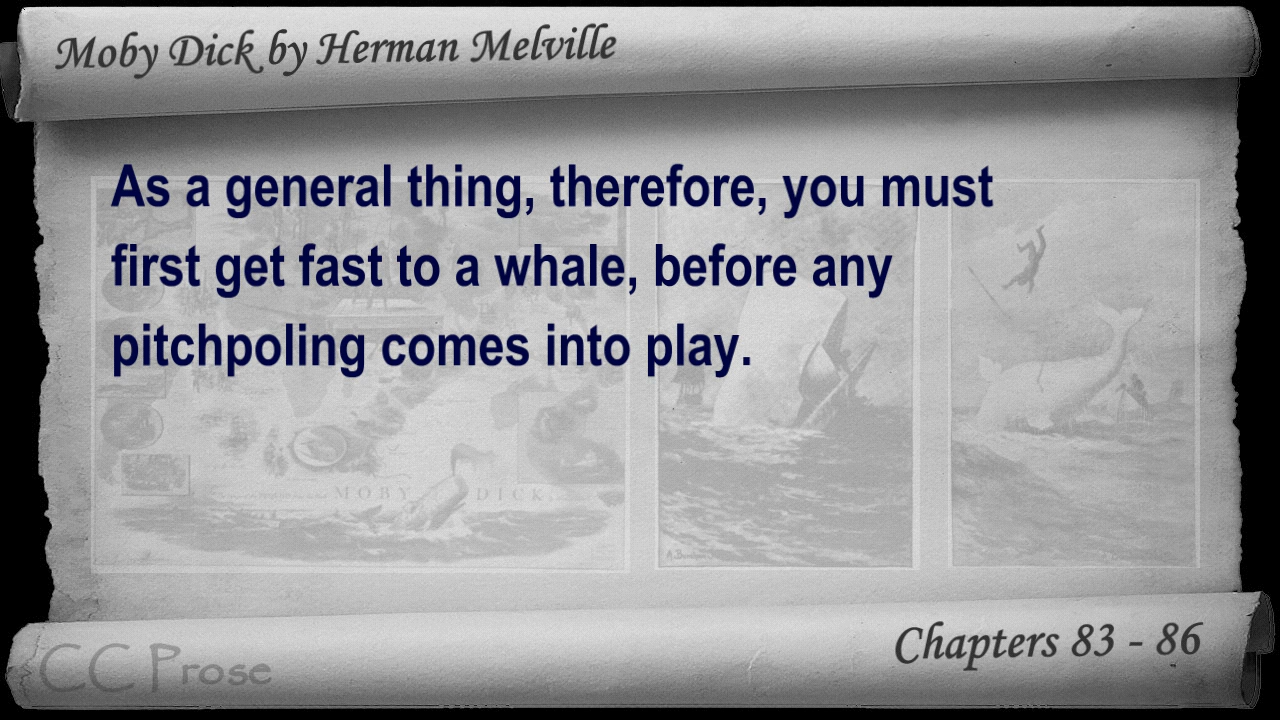 Moby Dick by Herman Melville
As a general thing, therefore, you must
first get fast to a whale, before any
pitchpoling comes into play.
MOBY DICK
Chapters 83 - 86
CC Prose